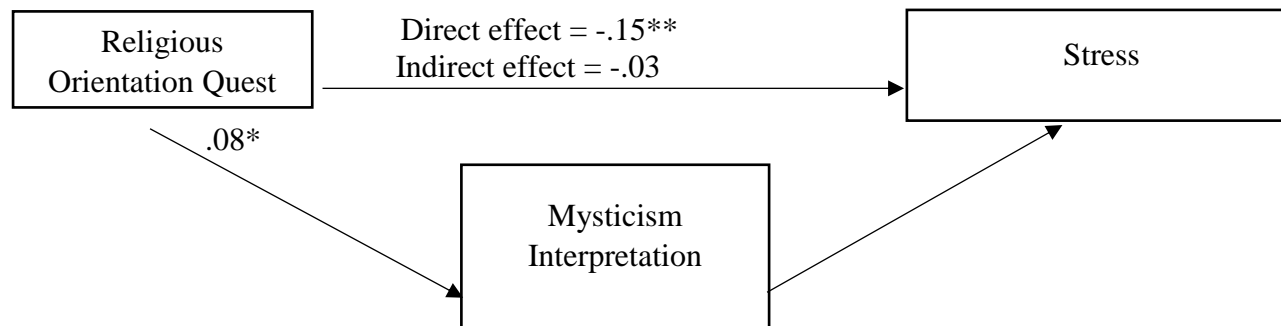 Religious
Orientation Quest
Direct effect = -.15**
Indirect effect = -.03
Stress
.08*
Mysticism
Interpretation